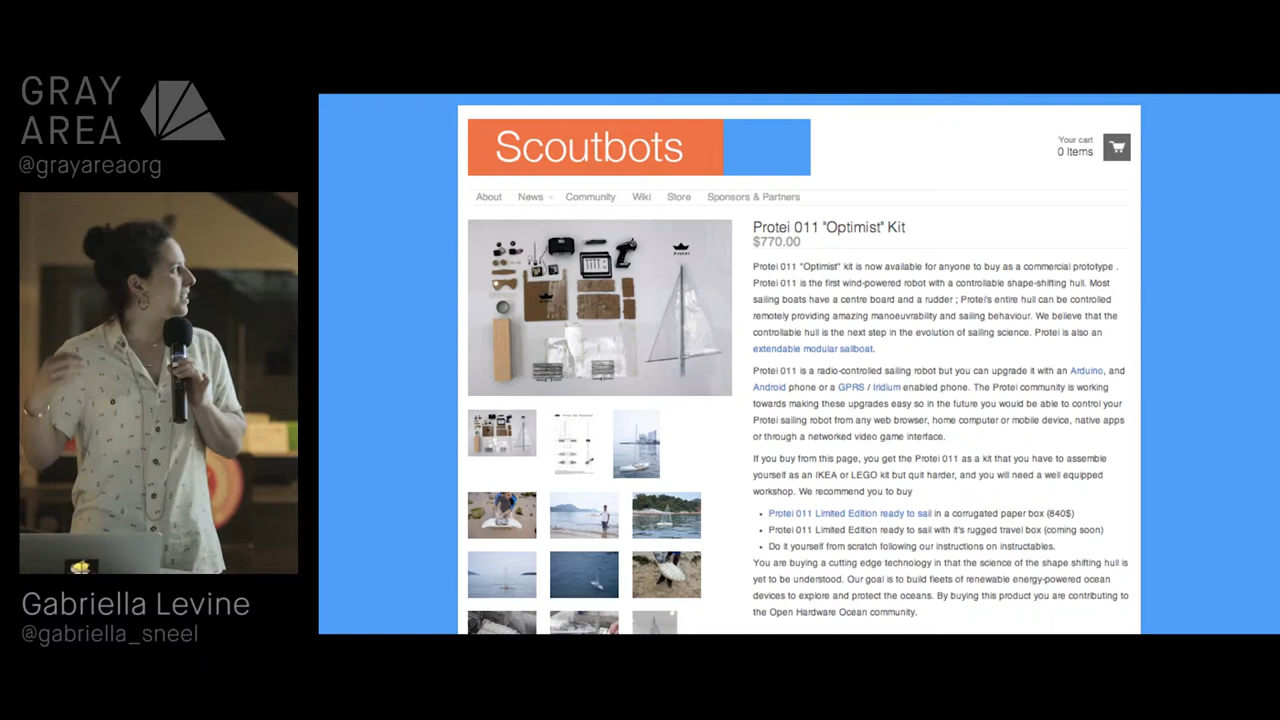 GRAY
AREA
@grayareaorg
Gabriella Levine
@gabriella_sneel
Scoutbots
Your cart
0 Items
About News Community Wiki Store Sponsors & Partners
Protei 011 "Optimist" Kit
$770.00
Protei 011 "Optimist" kit is now available for anyone to buy as a commercial prototype .
Protei 011 is the first wind-powered robot with a controllable shape-shifting hull. Most
sailing boats have a centre board and a rudder ; Protei's entire hull can be controlled
remotely providing amazing manoeuvrability and sailing behaviour. We believe that the
controllable hull is the next step in the evolution of sailing science. Protei is also an
extendable modular sailboat.
Protei 011 is a radio-controlled sailing robot but you can upgrade it with an Arduino, and
Android phone or a GPRS / Iridium enabled phone. The Protei community is working
towards making these upgrades easy so in the future you would be able to control your
Protei sailing robot from any web browser, home computer or mobile device, native apps
or through a networked video game interface.
If you buy from this page, you get the Protei 011 as a kit that you have to assemble
yourself as an IKEA or LEGO kit but quit harder, and you will need a well equipped
workshop. We recommend you to buy
• Protei 011 Limited Edition ready to sail in a corrugated paper box (840$)
• Protei 011 Limited Edition ready to sail with it's rugged travel box (coming soon)
• Do it yourself from scratch following our instructions on instructables.
You are buying a cutting edge technology in that the science of the shape shifting hull is
yet to be understood. Our goal is to build fleets of renewable energy-powered ocean
devices to explore and protect the oceans. By buying this product you are contributing to
the Open Hardware Ocean community.